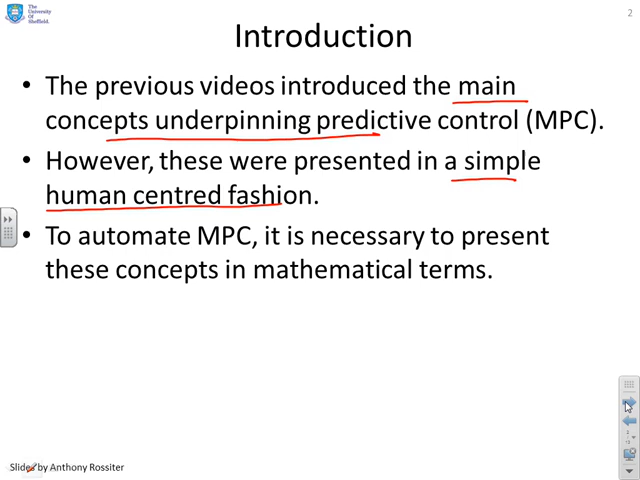 The
University
Of
Sheffield.
2
Introduction
• The previous videos introduced the main
concepts underpinning predictive control (MPC).
• However, these were presented in a simple
human centred fashion.
• To automate MPC, it is necessary to present
these concepts in mathematical terms.
Slides by Anthony Rossiter